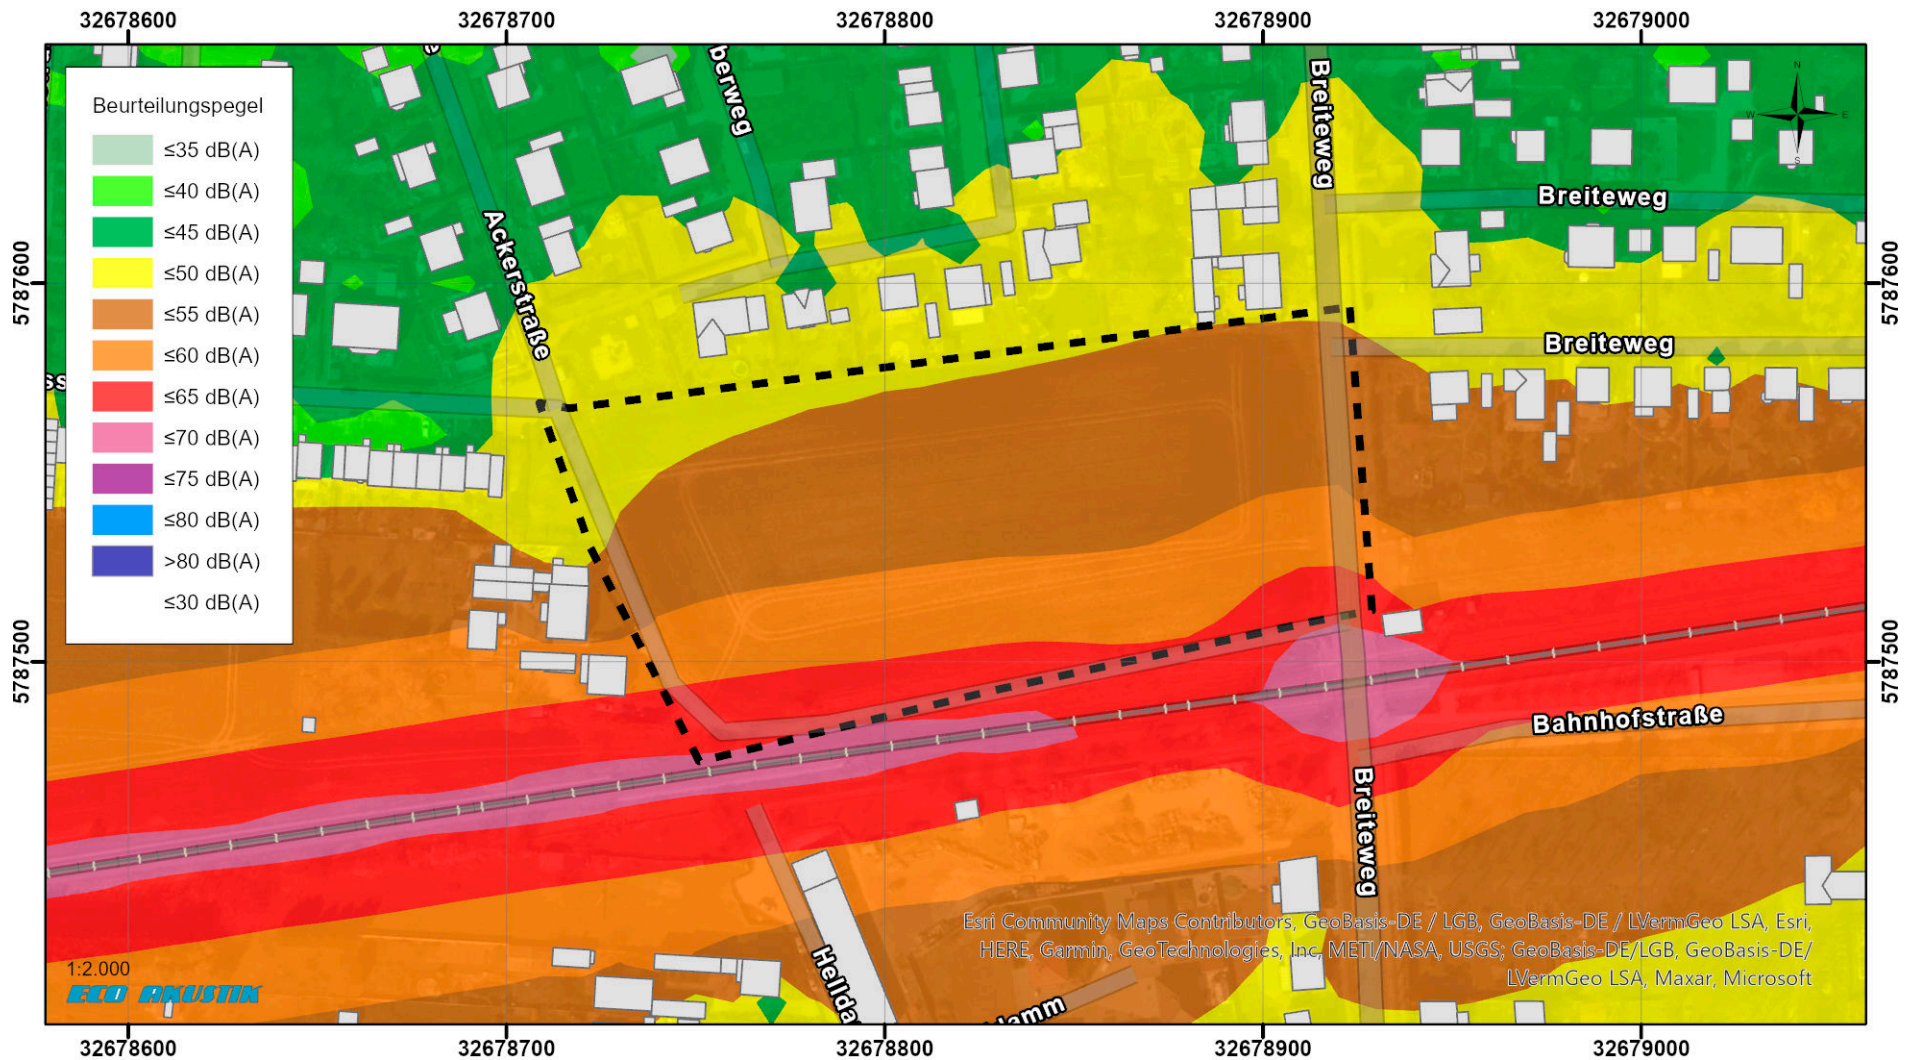 32678600 32678700 32678800 32678900 32679000
N
W E
S
Beurteilungspegel
≤35 dB(A)
≤40 dB(A)
≤45 dB(A)
≤50 dB(A)
≤55 dB(A)
≤60 dB(A)
≤65 dB(A)
≤70 dB(A)
≤75 dB(A)
≤80 dB(A)
>80 dB(A)
≤30 dB(A)
berweg
Breiteweg
Breiteweg
Ackerstraße
5787600
5787600
Breiteweg
ss
5787500
5787500
Bahnhofstraße
Breiteweg
Hellda
damm
Esri Community Maps Contributors, GeoBasis-DE / LGB, GeoBasis-DE / LVermGeo LSA, Esri,
HERE, Garmin, GeoTechnologies, Inc, METI/NASA, USGS; GeoBasis-DE/LGB, GeoBasis-DE/
LVermGeo LSA, Maxar, Microsoft
1:2.000
ECO AKUSTIK
32678600 32678700 32678800 32678900 32679000